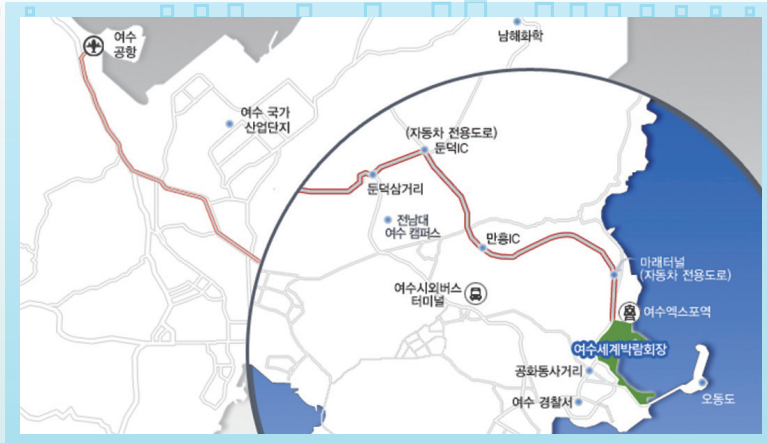 여수
공항
남해화학
여수 국가
산업단지
(자동차 전용도로)
둔덕IC
둔덕삼거리
전남대
여수 캠퍼스
만흥IC
마래터널
(자동차 전용도로)
여수시외버스
터미널
여수엑스포역
여수세계박람회장
공화동사거리
오동도
여수 경찰서